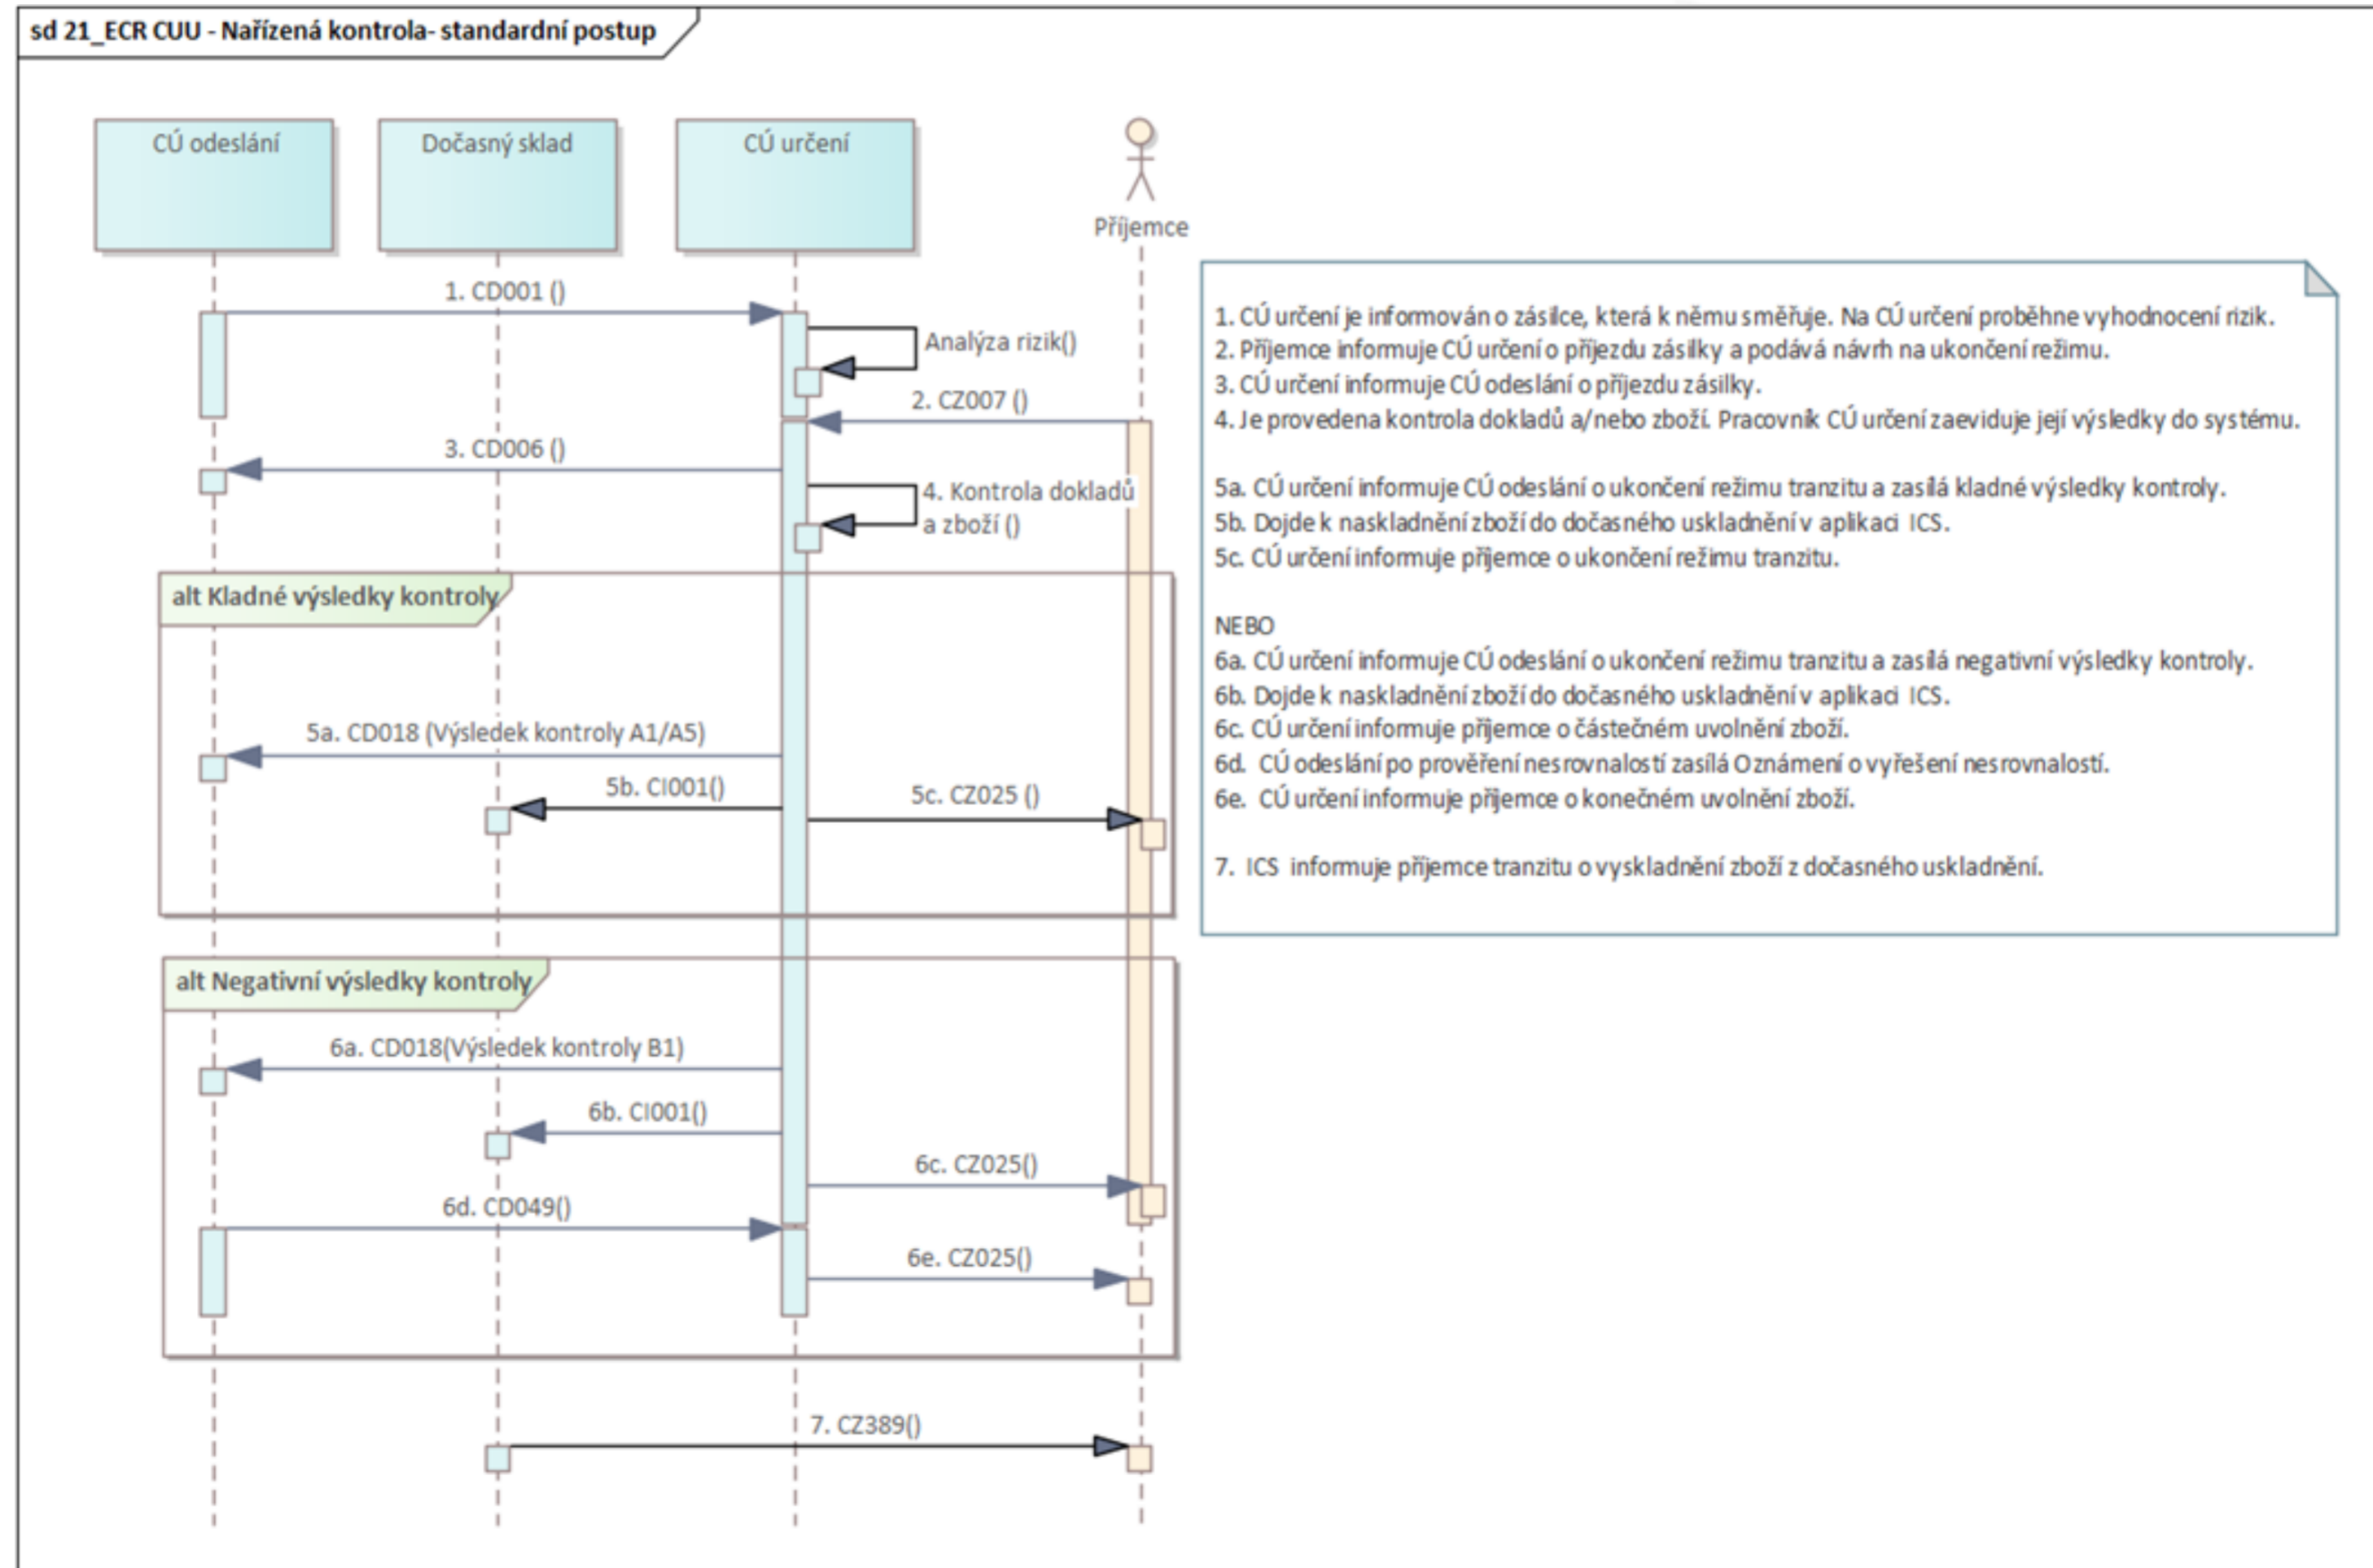 sd 21_ECR CUU - Nařízená kontrola- standardní postup
CÚ odeslání
Dočasný sklad
CÚ určení
Příjemce
1. CD001 ()
Analýza rizik()
2. CZ007 ()
3. CD006 ()
4. Kontrola dokladů
a zboží ()
alt Kladné výsledky kontroly
5a. CD018 (Výsledek kontroly A1/A5)
5b. CI001()
5c. CZ025 ()
alt Negativní výsledky kontroly
6a. CD018(Výsledek kontroly B1)
6b. CI001()
6c. CZ025()
6d. CD049()
6e. CZ025()
7. CZ389()
1. CÚ určení je informován o zásilce, která k němu směřuje. Na CÚ určení proběhne vyhodnocení rizik.
2. Příjemce informuje CÚ určení o příjezdu zásilky a podává návrh na ukončení režimu.
3. CÚ určení informuje CÚ odeslání o příjezdu zásilky.
4. Je provedena kontrola dokladů a/nebo zboží. Pracovník CÚ určení zaeviduje její výsledky do systému.
5a. CÚ určení informuje CÚ odeslání o ukončení režimu tranzitu a zasílá kladné výsledky kontroly.
5b. Dojde k naskladnění zboží do dočasného uskladnění v aplikaci ICS.
5c. CÚ určení informuje příjemce o ukončení režimu tranzitu.
NEBO
6a. CÚ určení informuje CÚ odeslání o ukončení režimu tranzitu a zasílá negativní výsledky kontroly.
6b. Dojde k naskladnění zboží do dočasného uskladnění v aplikaci ICS.
6c. CÚ určení informuje příjemce o částečném uvolnění zboží.
6d. CÚ odeslání po prověření nesrovnalostí zasílá Oznámení o vyřešení nesrovnalostí.
6e. CÚ určení informuje příjemce o konečném uvolnění zboží.
7. ICS informuje příjemce tranzitu o vyskladnění zboží z dočasného uskladnění.